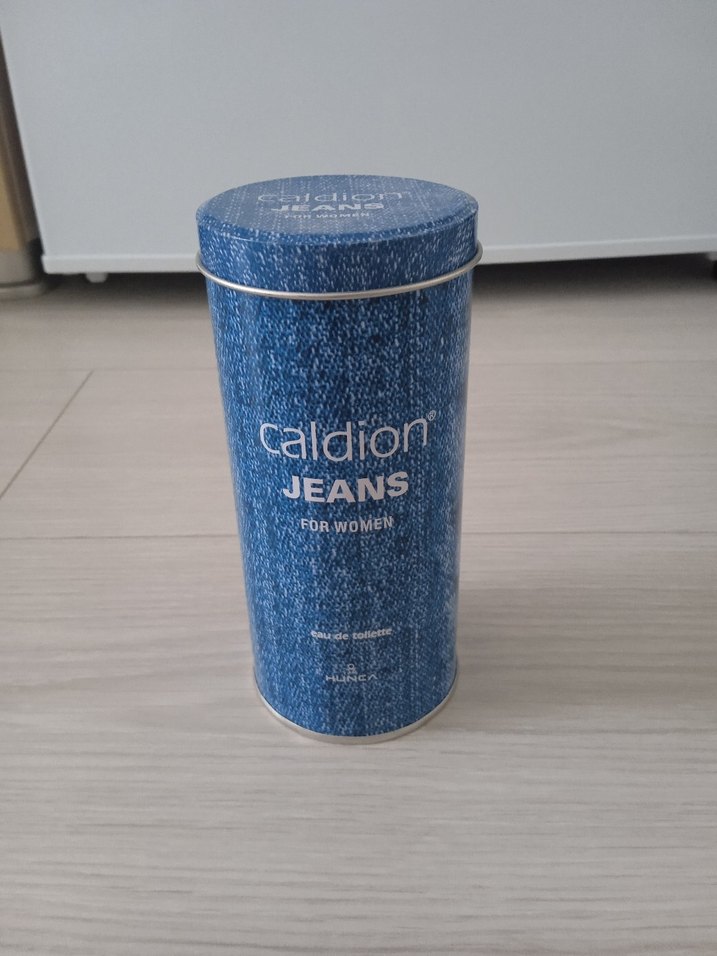 caldion®
JEANS
FOR WOMEN
caldion®
JEANS
FOR WOMEN
eau de toilette
HUNCA